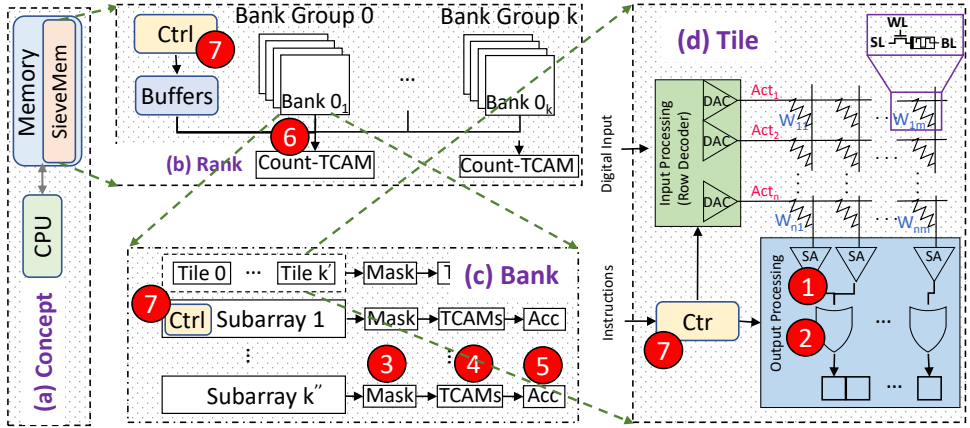 (a) Concept
Memory
SieveMem
CPU
Bank Group 0
Bank Group k
Ctrl
7
Buffers
Bank 0₁
...
Bank 0ₖ
6
(b) Rank
Count-TCAM
Count-TCAM
(c) Bank
Tile 0
...
Tile k'
Mask
T
7
Ctrl
Subarray 1
Mask
TCAMs
Acc
3
4
5
Subarray k''
Mask
TCAMs
Acc
(d) Tile
WL
SL
BL
Digital Input
Instructions
Input Processing
(Row Decoder)
DAC
DAC
DAC
Act₁
Act₂
Actₙ
W₁₁
W₁ₘ
Wₙ₁
Wₙₘ
SA
SA
SA
1
2
Output Processing
...
...
Ctr
7